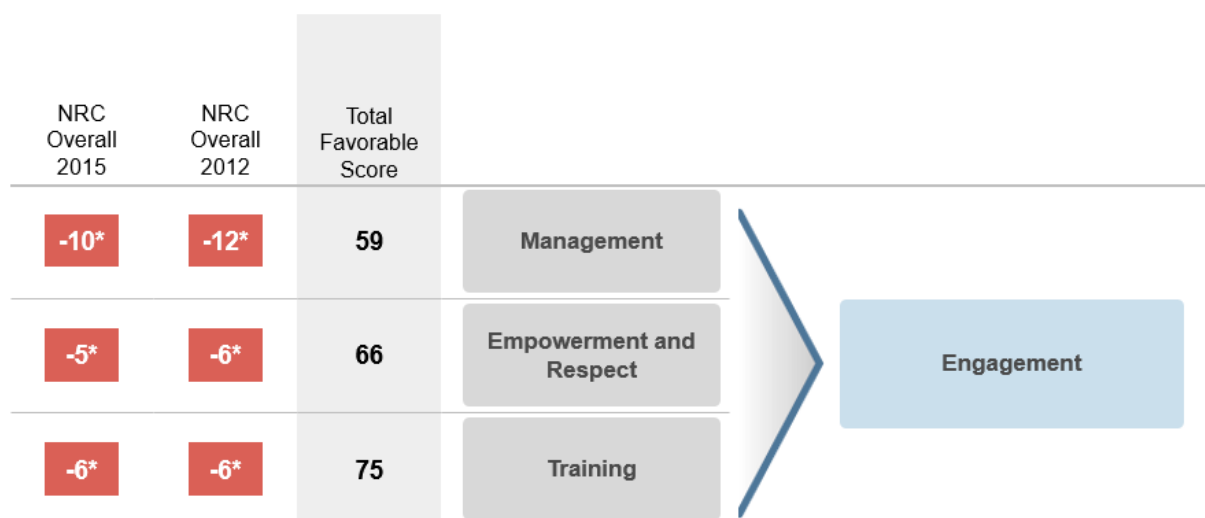 NRC
Overall
2015
NRC
Overall
2012
Total
Favorable
Score
-10*
-12*
59
Management
-5*
-6*
66
Empowerment and
Respect
Engagement
-6*
-6*
75
Training